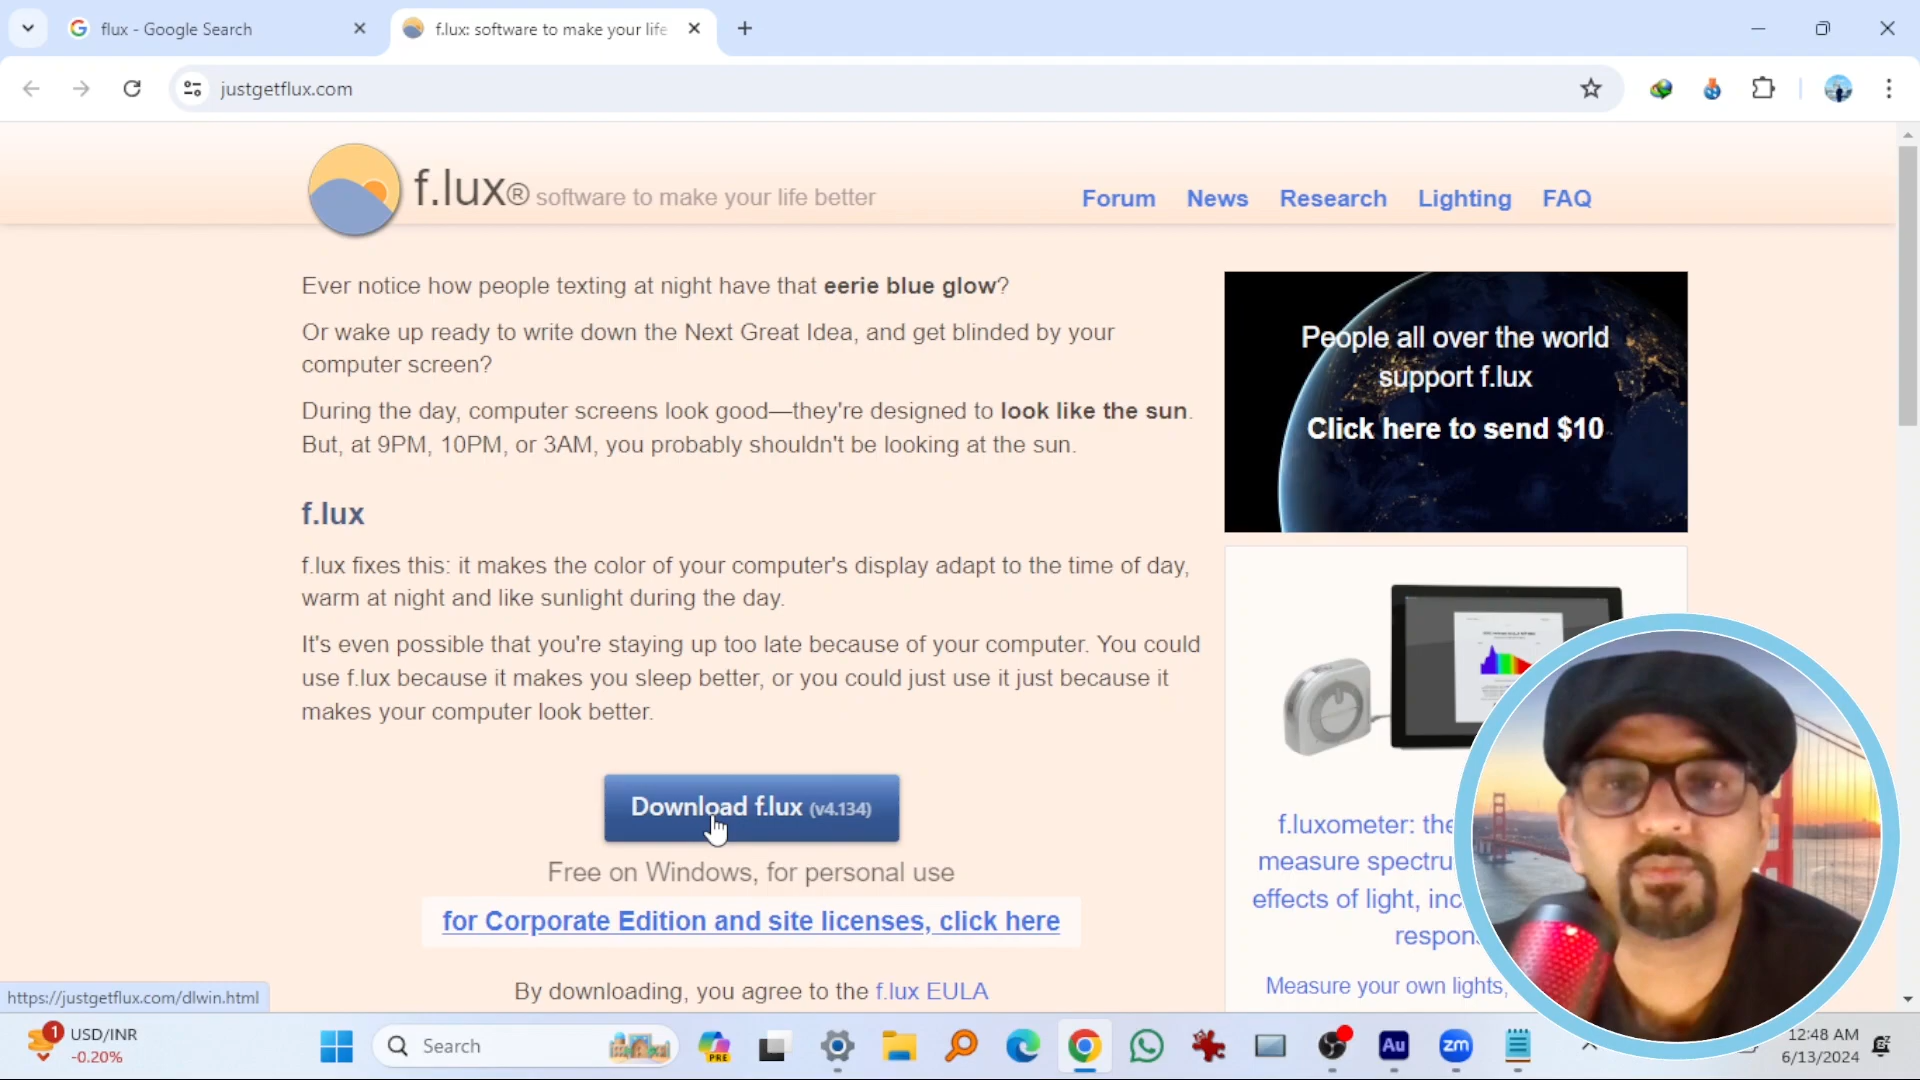 flux - Google Search
f.lux: software to make your life
justgetflux.com
f.lux® software to make your life better
Forum News Research Lighting FAQ
Ever notice how people texting at night have that eerie blue glow?
Or wake up ready to write down the Next Great Idea, and get blinded by your
computer screen?
During the day, computer screens look good—they're designed to look like the sun.
But, at 9PM, 10PM, or 3AM, you probably shouldn't be looking at the sun.
f.lux
f.lux fixes this: it makes the color of your computer's display adapt to the time of day,
warm at night and like sunlight during the day.
It's even possible that you're staying up too late because of your computer. You could
use f.lux because it makes you sleep better, or you could just use it just because it
makes your computer look better.
Download f.lux (v4.134)
Free on Windows, for personal use
for Corporate Edition and site licenses, click here
By downloading, you agree to the f.lux EULA
People all over the world
support f.lux
Click here to send $10
f.luxometer: the
measure spectru
effects of light, inc
respons
Measure your own lights,
https://justgetflux.com/dlwin.html
1
USD/INR
-0.20%
Search
PRE
Au
zm
12:48 AM
6/13/2024